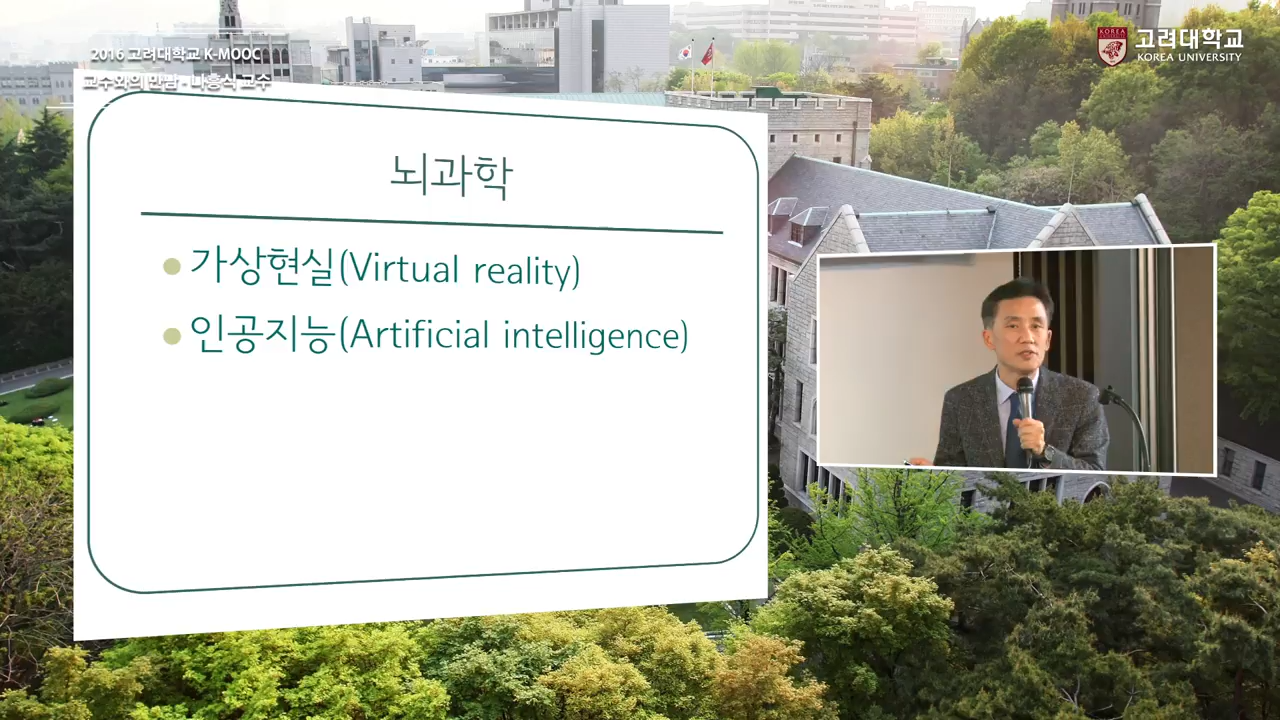 2016 고려대학교 K-MOOC
교수와의 만남 - 나흥식 교수
KOREA
고려대학교
KOREA UNIVERSITY
뇌과학
가상현실(Virtual reality)
인공지능(Artificial intelligence)